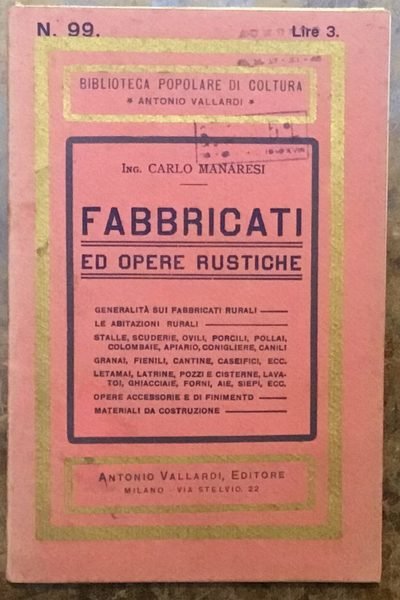 N. 99.
Lire 3.
BIBLIOTECA POPOLARE DI COLTURA
* ANTONIO VALLARDI *
ING. CARLO MANARESI
FABBRICATI
ED OPERE RUSTICHE
GENERALITÀ SUI FABBRICATI RURALI
LE ABITAZIONI RURALI
STALLE, SCUDERIE, OVILI, PORCILI, POLLAI,
COLOMBAIE, APIARIO, CONIGLIERE, CANILI
GRANAI, FIENILI, CANTINE, CASEIFICI, ECC.
LETAMAI, LATRINE, POZZI E CISTERNE, LAVA-
TOI, GHIACCIAIE, FORNI, AIE, SIEPI, ECC.
OPERE ACCESSORIE E DI FINIMENTO
MATERIALI DA COSTRUZIONE
ANTONIO VALLARDI, EDITORE
MILANO - VIA STELVIO, 22